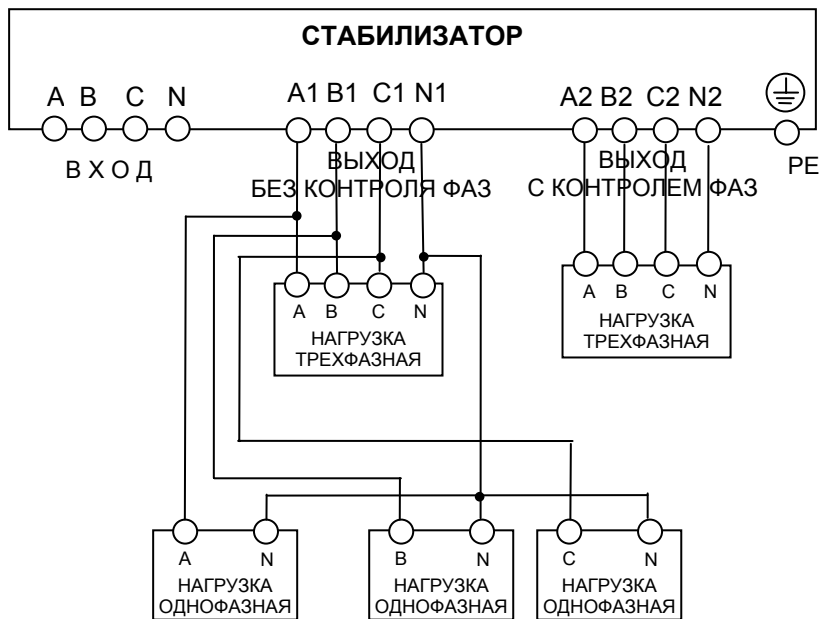 СТАБИЛИЗАТОР
A B C N
A1 B1 C1 N1
A2 B2 C2 N2
В Х О Д
ВЫХОД
БЕЗ КОНТРОЛЯ ФАЗ
ВЫХОД
С КОНТРОЛЕМ ФАЗ
PE
A B C N
НАГРУЗКА
ТРЕХФАЗНАЯ
A B C N
НАГРУЗКА
ТРЕХФАЗНАЯ
A N
НАГРУЗКА
ОДНОФАЗНАЯ
B N
НАГРУЗКА
ОДНОФАЗНАЯ
C N
НАГРУЗКА
ОДНОФАЗНАЯ